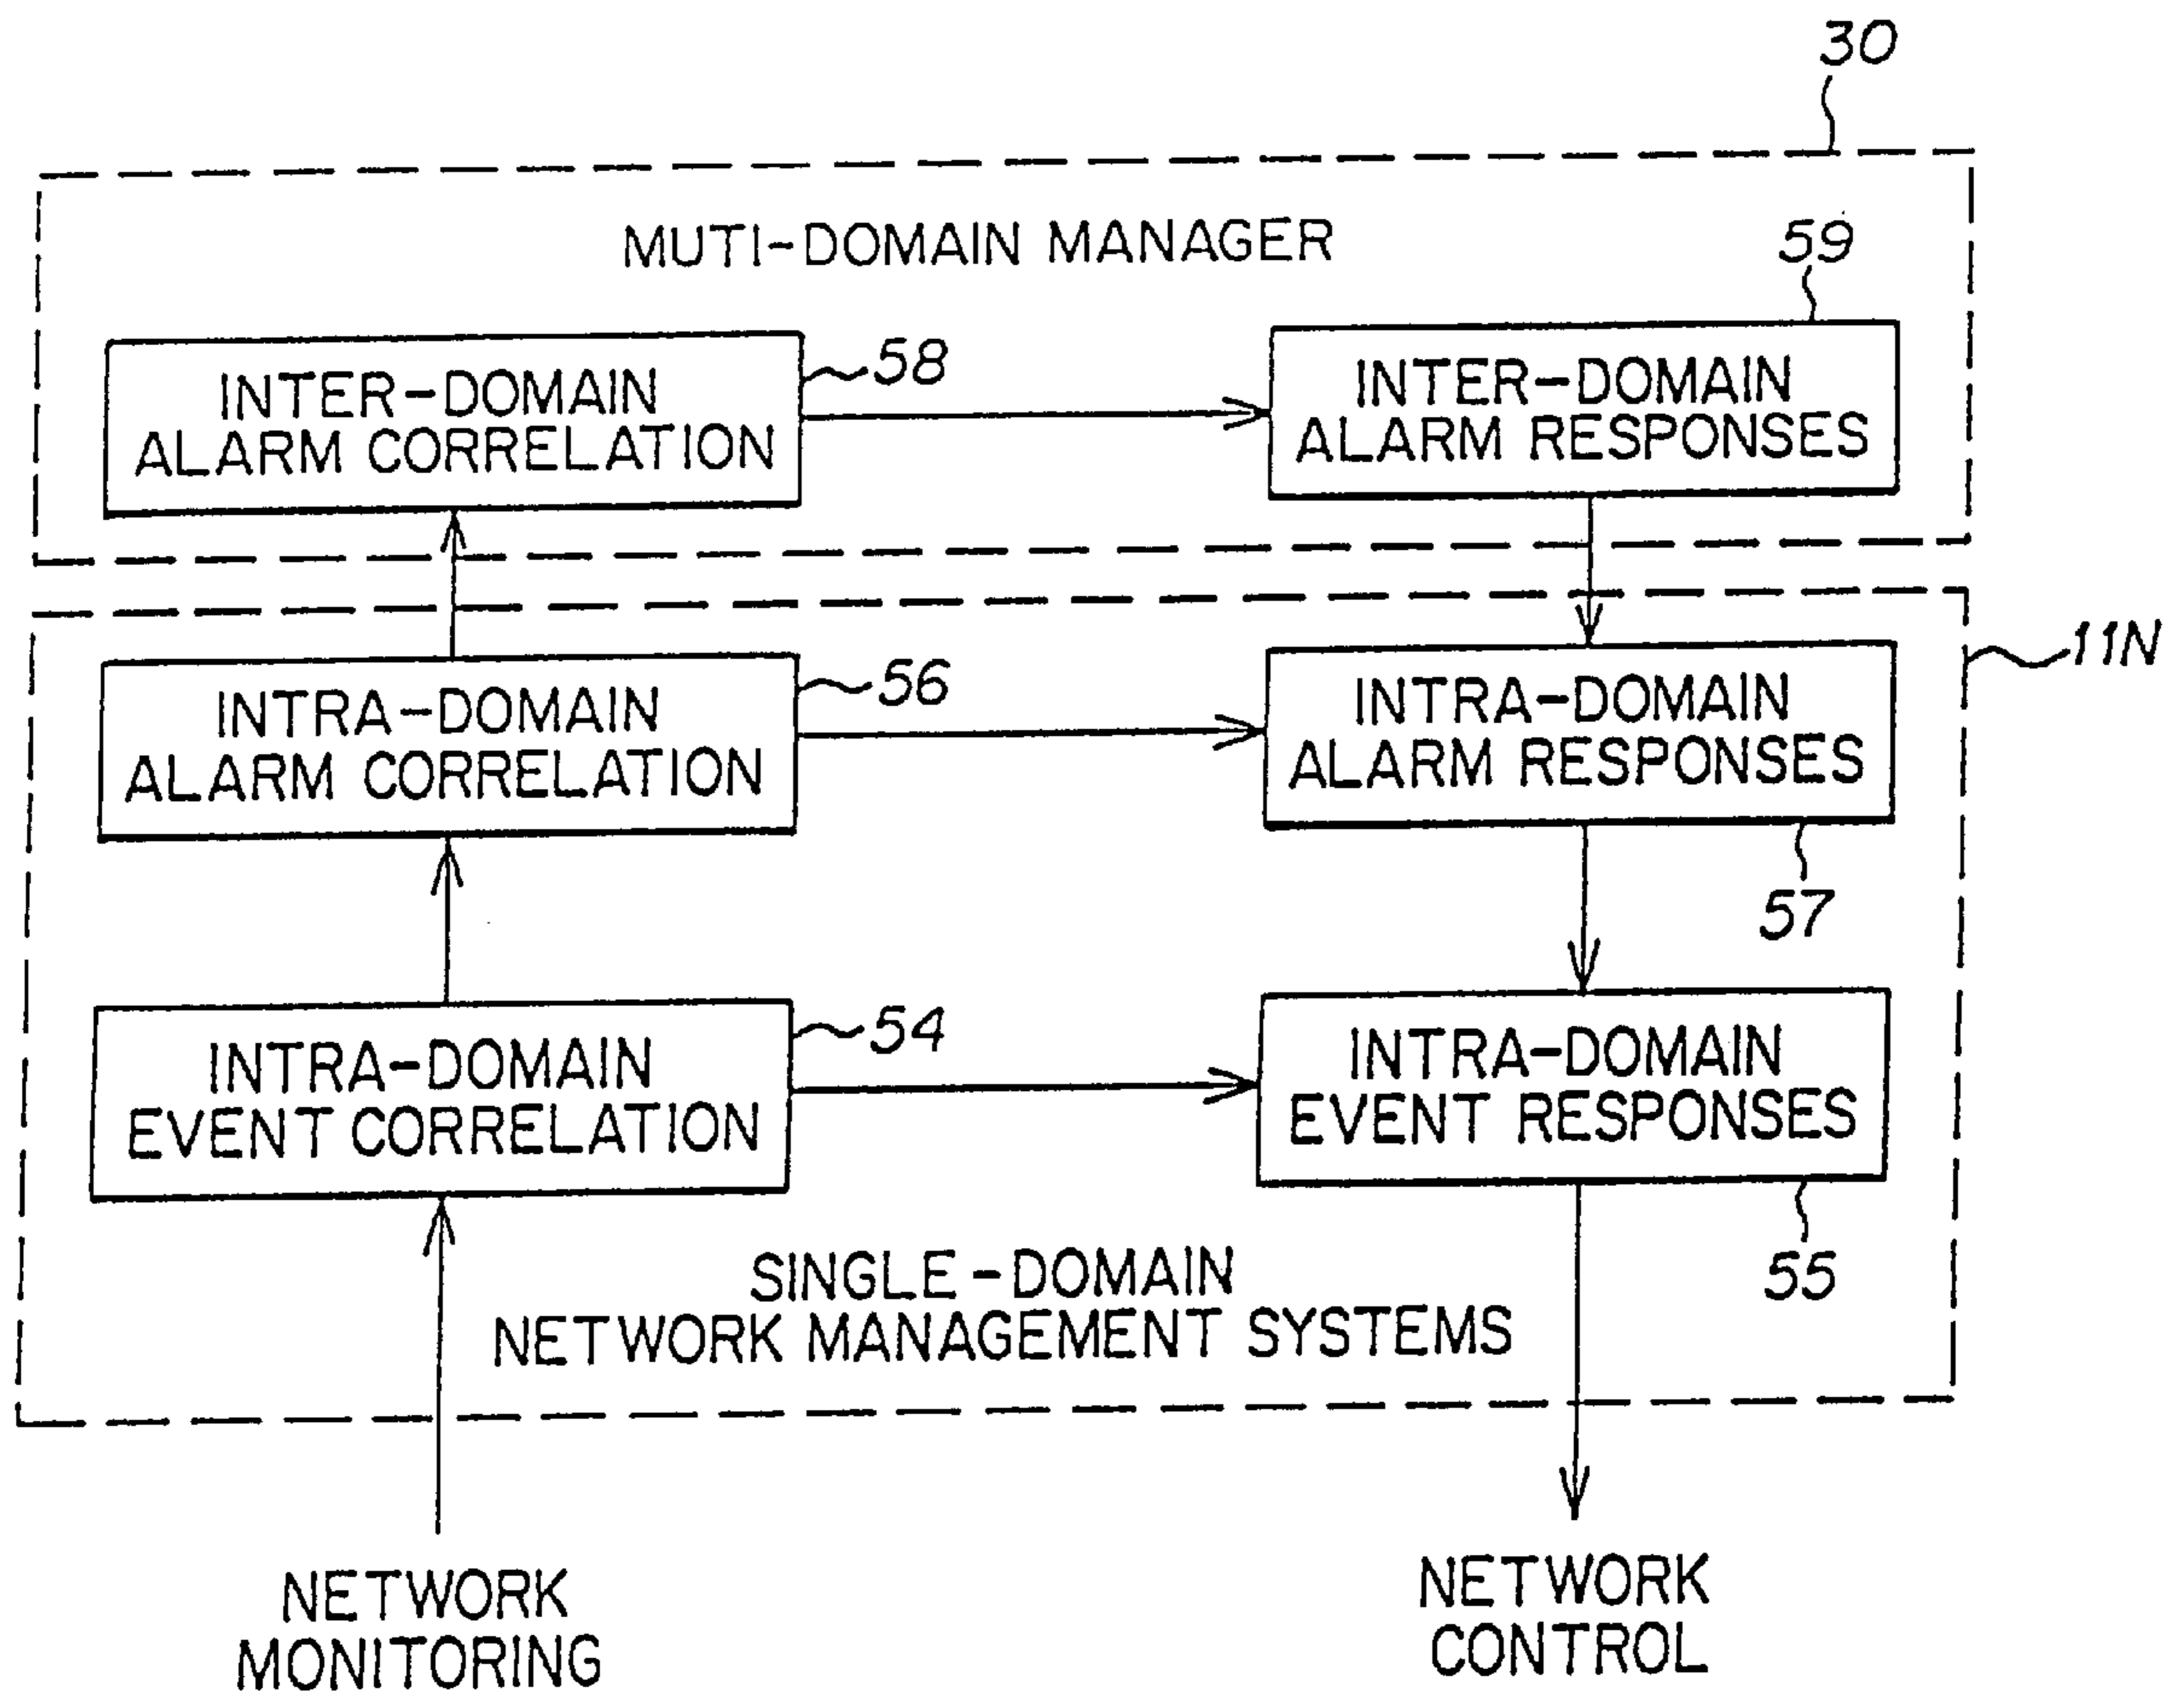 30
MUTI-DOMAIN MANAGER
59
58
INTER-DOMAIN
ALARM CORRELATION
INTER-DOMAIN
ALARM RESPONSES
11N
56
INTRA-DOMAIN
ALARM CORRELATION
INTRA-DOMAIN
ALARM RESPONSES
57
54
INTRA-DOMAIN
EVENT CORRELATION
INTRA-DOMAIN
EVENT RESPONSES
55
SINGLE-DOMAIN
NETWORK MANAGEMENT SYSTEMS
NETWORK
MONITORING
NETWORK
CONTROL